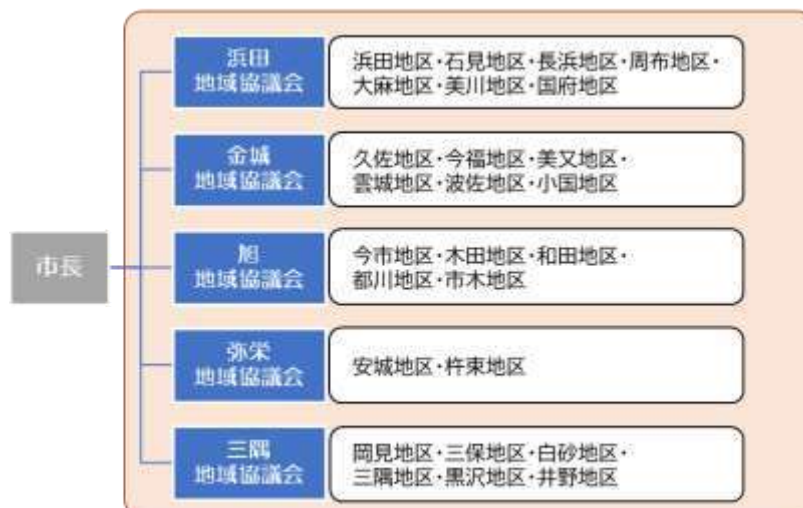 浜田
地域協議会
浜田地区・石見地区・長浜地区・周布地区・
大麻地区・美川地区・国府地区
金城
地域協議会
久佐地区・今福地区・美又地区・
雲城地区・波佐地区・小国地区
市長
旭
地域協議会
今市地区・木田地区・和田地区・
都川地区・市木地区
弥栄
地域協議会
安城地区・杵束地区
三隅
地域協議会
岡見地区・三保地区・白砂地区・
三隅地区・黒沢地区・井野地区